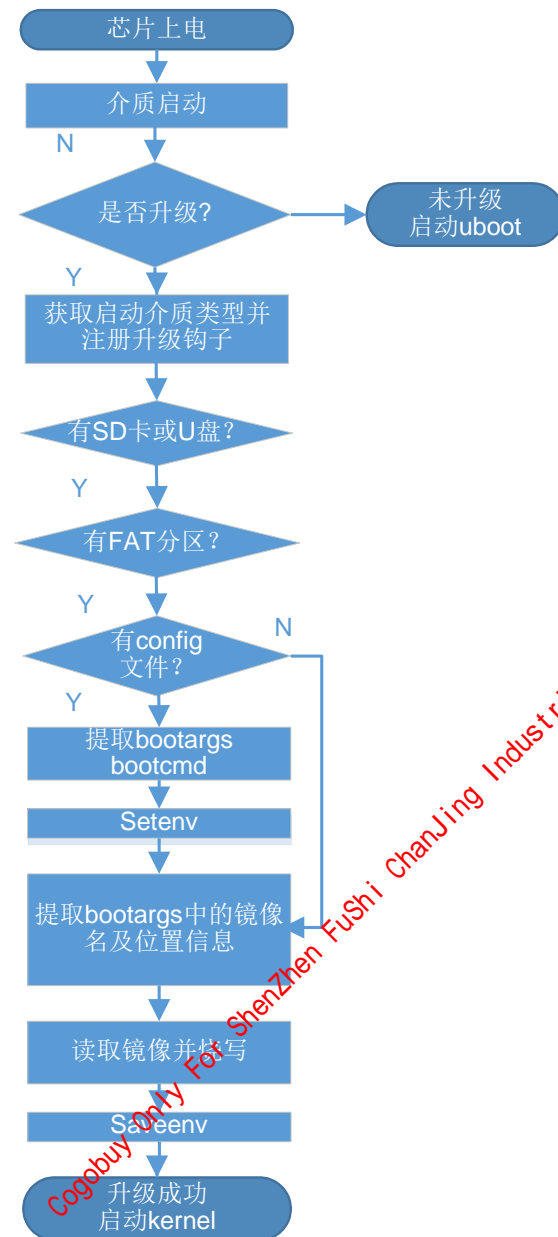 芯片上电
介质启动
N
是否升级?
未升级
启动uboot
Y
获取启动介质类型并
注册升级钩子
有SD卡或U盘？
Y
有FAT分区？
Y
N
有config
文件？
Y
提取bootargs
bootcmd
Setenv
提取bootargs中的镜像
名及位置信息
读取镜像并烧写
Saveenv
升级成功
启动kernel
Cogobuy Only For ShenZhen FuShi ChanJing Industri